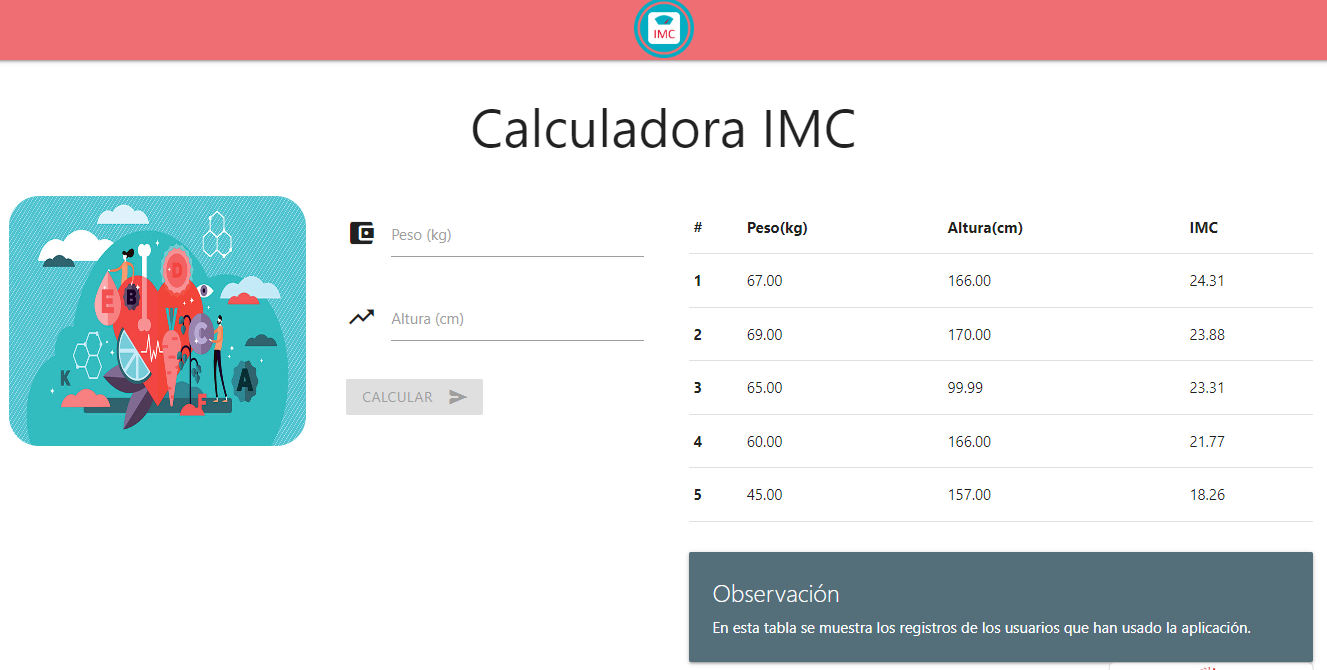 IMC
Calculadora IMC
E
B
D
C
K
A
F
Peso (kg)
Altura (cm)
CALCULAR
# Peso(kg) Altura(cm) IMC
1 67.00 166.00 24.31
2 69.00 170.00 23.88
3 65.00 99.99 23.31
4 60.00 166.00 21.77
5 45.00 157.00 18.26
Observación
En esta tabla se muestra los registros de los usuarios que han usado la aplicación.